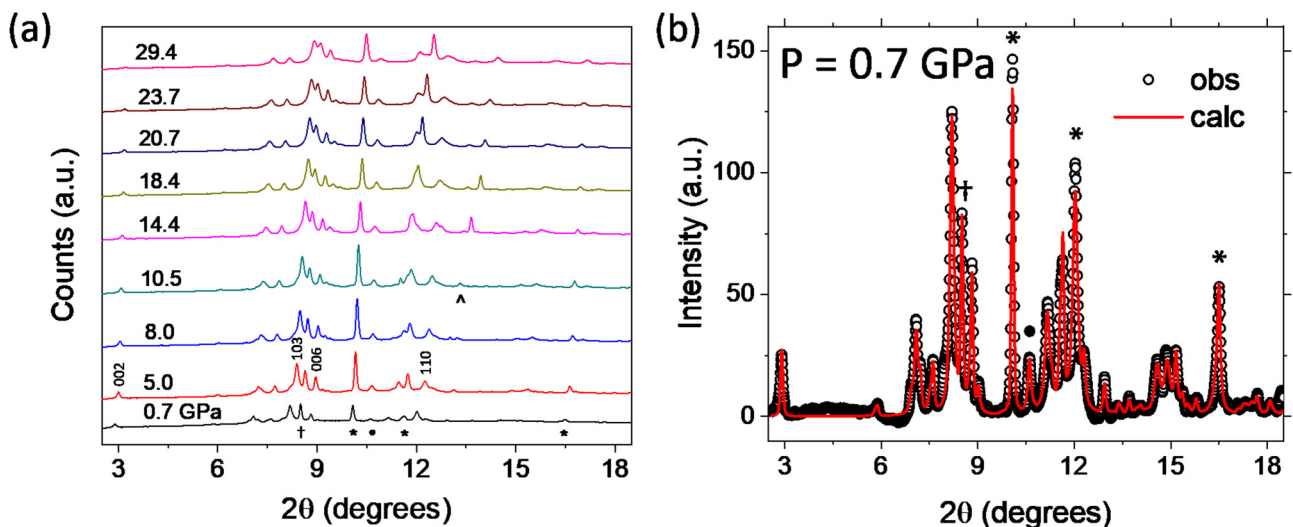 (a)
Counts (a.u.)
29.4
23.7
20.7
18.4
14.4
10.5
^
8.0
002
103
006
110
5.0
0.7 GPa
† * • * *
3 6 9 12 15 18
2θ (degrees)
(b)
Intensity (a.u.)
150
100
50
0
P = 0.7 GPa
obs
calc
† * • * *
3 6 9 12 15 18
2θ (degrees)